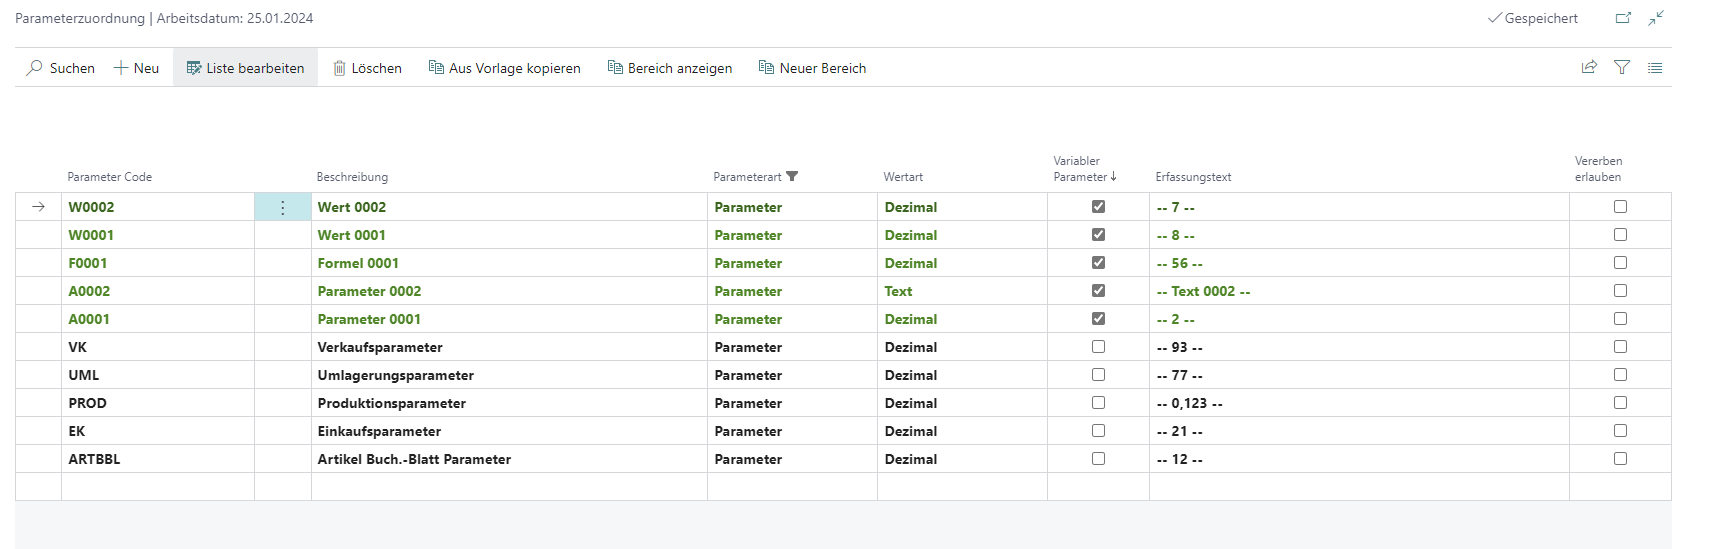 Parameterzuordnung | Arbeitsdatum: 25.01.2024 Gespeichert
Suchen Neu Liste bearbeiten Löschen Aus Vorlage kopieren Bereich anzeigen Neuer Bereich
Parameter Code Beschreibung Parameterart Wertart Variabler Parameter Erfassungstext Vererben erlauben
W0002 Wert 0002 Parameter Dezimal -- 7 --
W0001 Wert 0001 Parameter Dezimal -- 8 --
F0001 Formel 0001 Parameter Dezimal -- 56 --
A0002 Parameter 0002 Parameter Text -- Text 0002 --
A0001 Parameter 0001 Parameter Dezimal -- 2 --
VK Verkaufsparameter Parameter Dezimal -- 93 --
UML Umlagerungsparameter Parameter Dezimal -- 77 --
PROD Produktionsparameter Parameter Dezimal -- 0,123 --
EK Einkaufsparameter Parameter Dezimal -- 21 --
ARTBBL Artikel Buch.-Blatt Parameter Parameter Dezimal -- 12 --